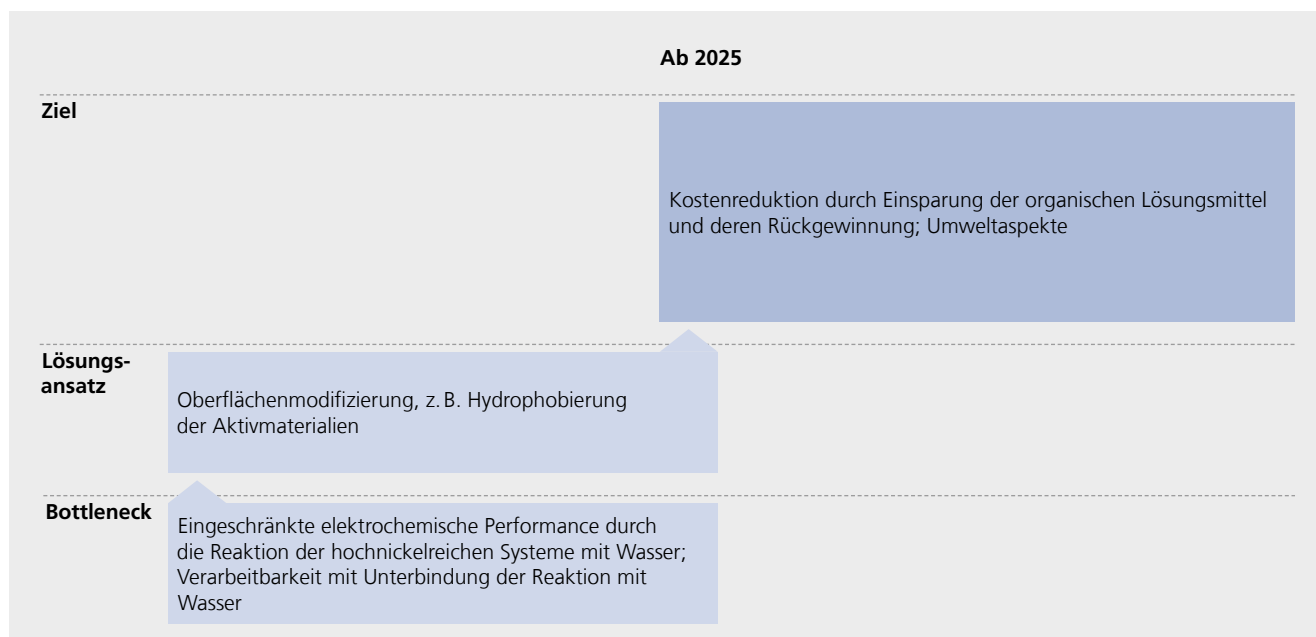 Ab 2025
Ziel
Kostenreduktion durch Einsparung der organischen Lösungsmittel
und deren Rückgewinnung; Umweltaspekte
Lösungs-
ansatz
Oberflächenmodifizierung, z. B. Hydrophobierung
der Aktivmaterialien
Bottleneck
Eingeschränkte elektrochemische Performance durch
die Reaktion der hochnickelreichen Systeme mit Wasser;
Verarbeitbarkeit mit Unterbindung der Reaktion mit
Wasser